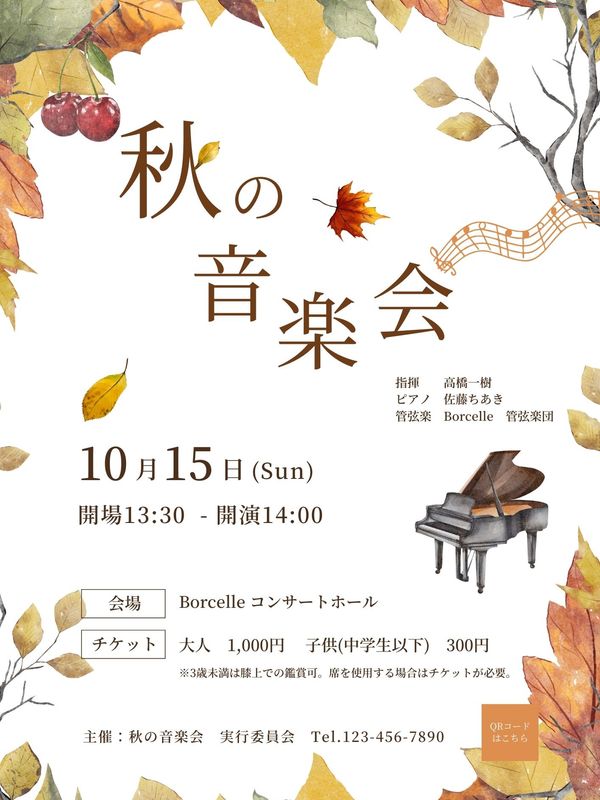 秋の
音楽会
指揮　高橋一樹
ピアノ　佐藤ちあき
管弦楽　Borcelle　管弦楽団
10月15日(Sun)
開場13:30 - 開演14:00
会場　Borcelle コンサートホール
チケット　大人　1,000円　子供(中学生以下)　300円
※3歳未満は膝上での鑑賞可。席を使用する場合はチケットが必要。
主催：秋の音楽会　実行委員会　Tel.123-456-7890
QRコード
はこちら